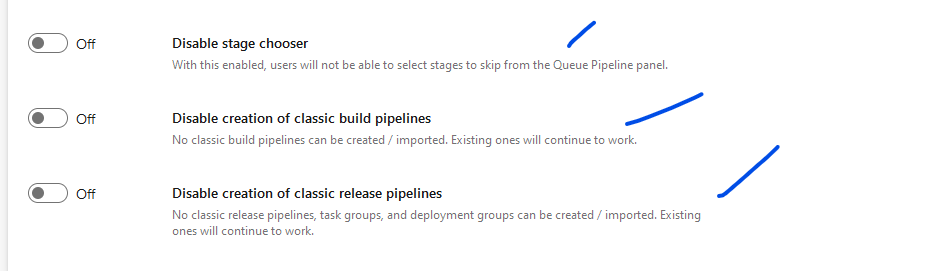 Off Disable stage chooser
With this enabled, users will not be able to select stages to skip from the Queue Pipeline panel.
Off Disable creation of classic build pipelines
No classic build pipelines can be created / imported. Existing ones will continue to work.
Off Disable creation of classic release pipelines
No classic release pipelines, task groups, and deployment groups can be created / imported. Existing
ones will continue to work.